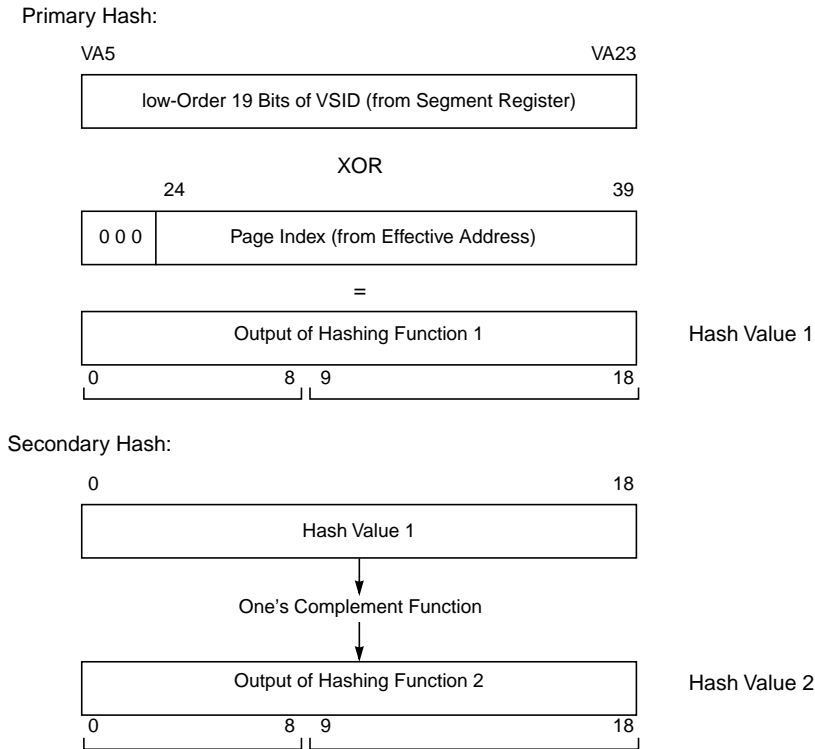 Primary Hash:
VA5 VA23
low-Order 19 Bits of VSID (from Segment Register)
XOR
24 39
0 0 0 Page Index (from Effective Address)
=
Output of Hashing Function 1 Hash Value 1
0 8 9 18
Secondary Hash:
0 18
Hash Value 1
One's Complement Function
Output of Hashing Function 2 Hash Value 2
0 8 9 18